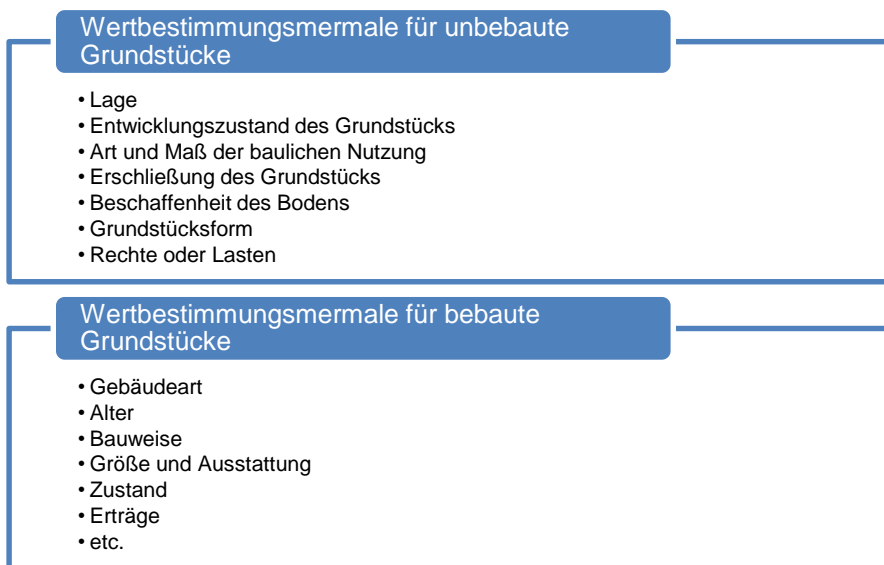 Wertbestimmungsmermale für unbebaute
Grundstücke
• Lage
• Entwicklungszustand des Grundstücks
• Art und Maß der baulichen Nutzung
• Erschließung des Grundstücks
• Beschaffenheit des Bodens
• Grundstücksform
• Rechte oder Lasten
Wertbestimmungsmermale für bebaute
Grundstücke
• Gebäudeart
• Alter
• Bauweise
• Größe und Ausstattung
• Zustand
• Erträge
• etc.